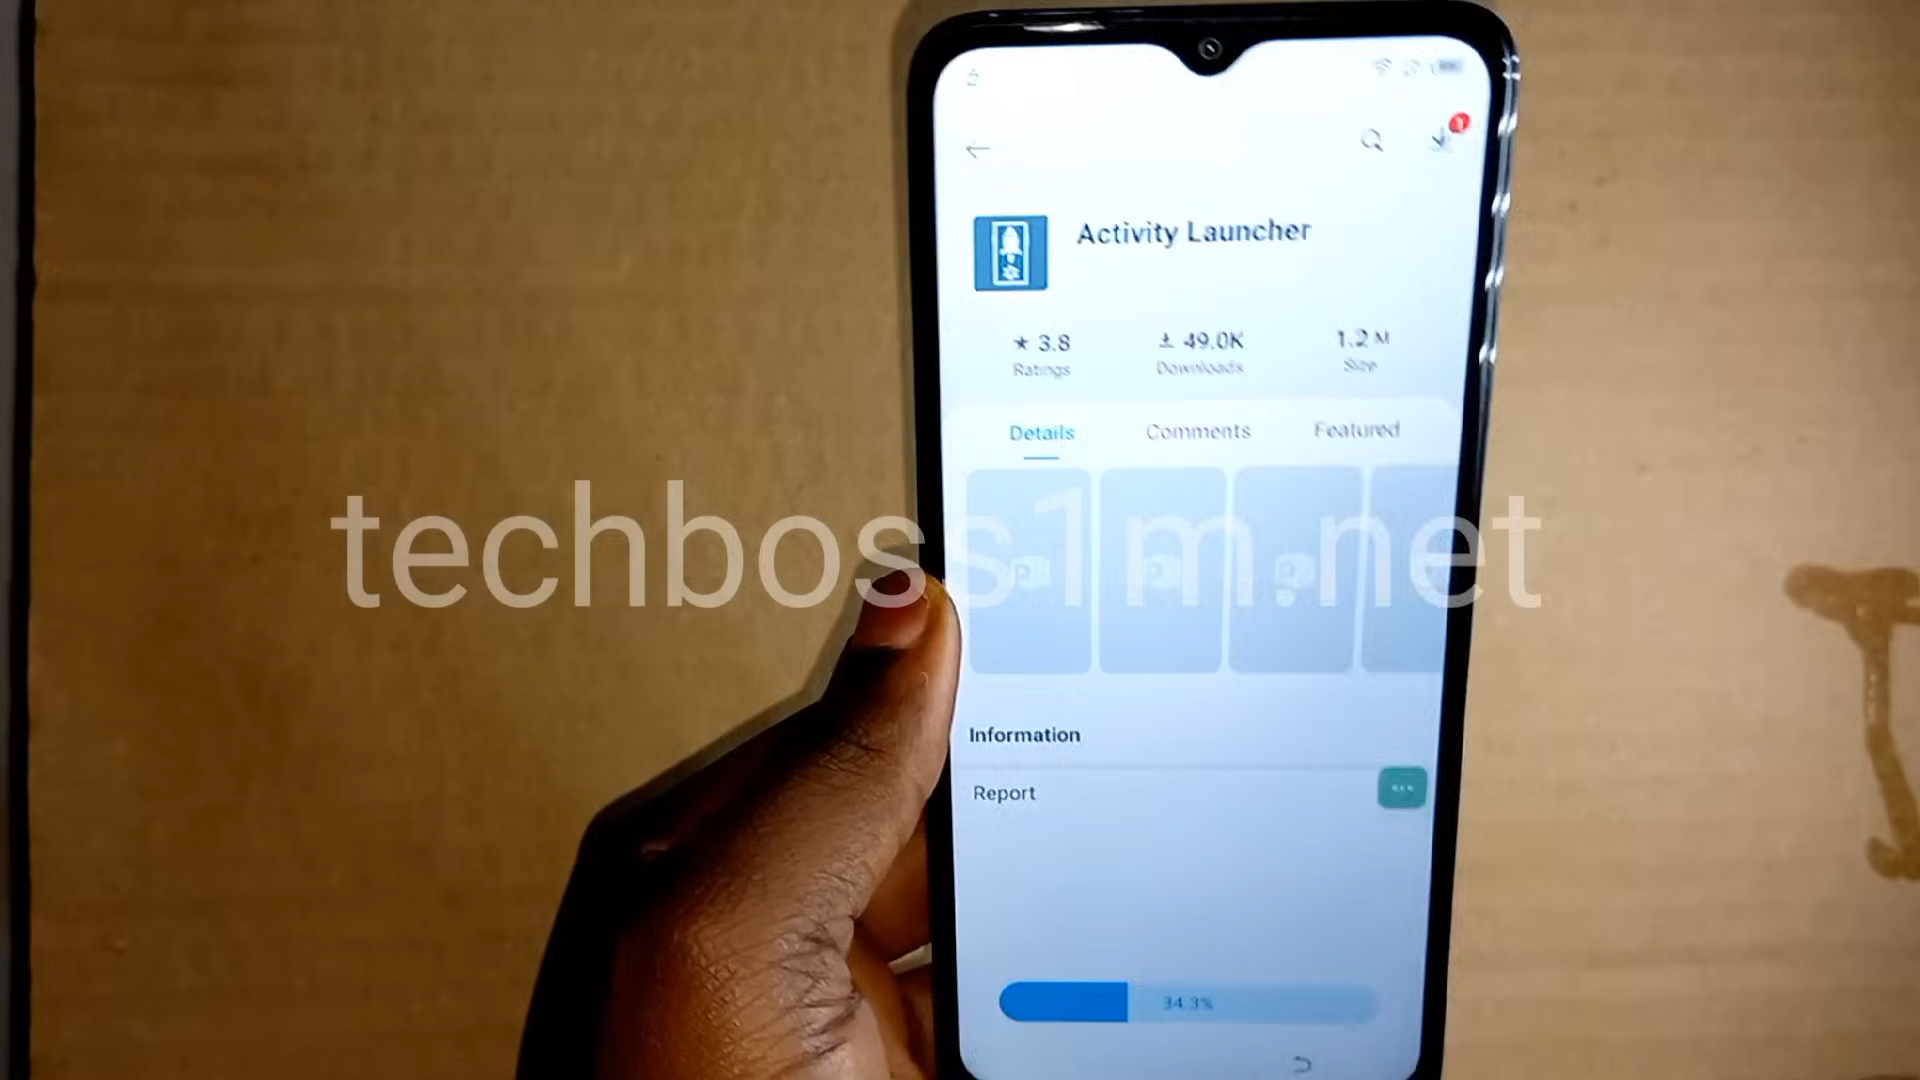 Activity Launcher
★ 3.8
49.0K
1.2 M
Ratings
Downloads
Size
Details
Comments
Featured
techboss1m.net
Information
Report
34.3%